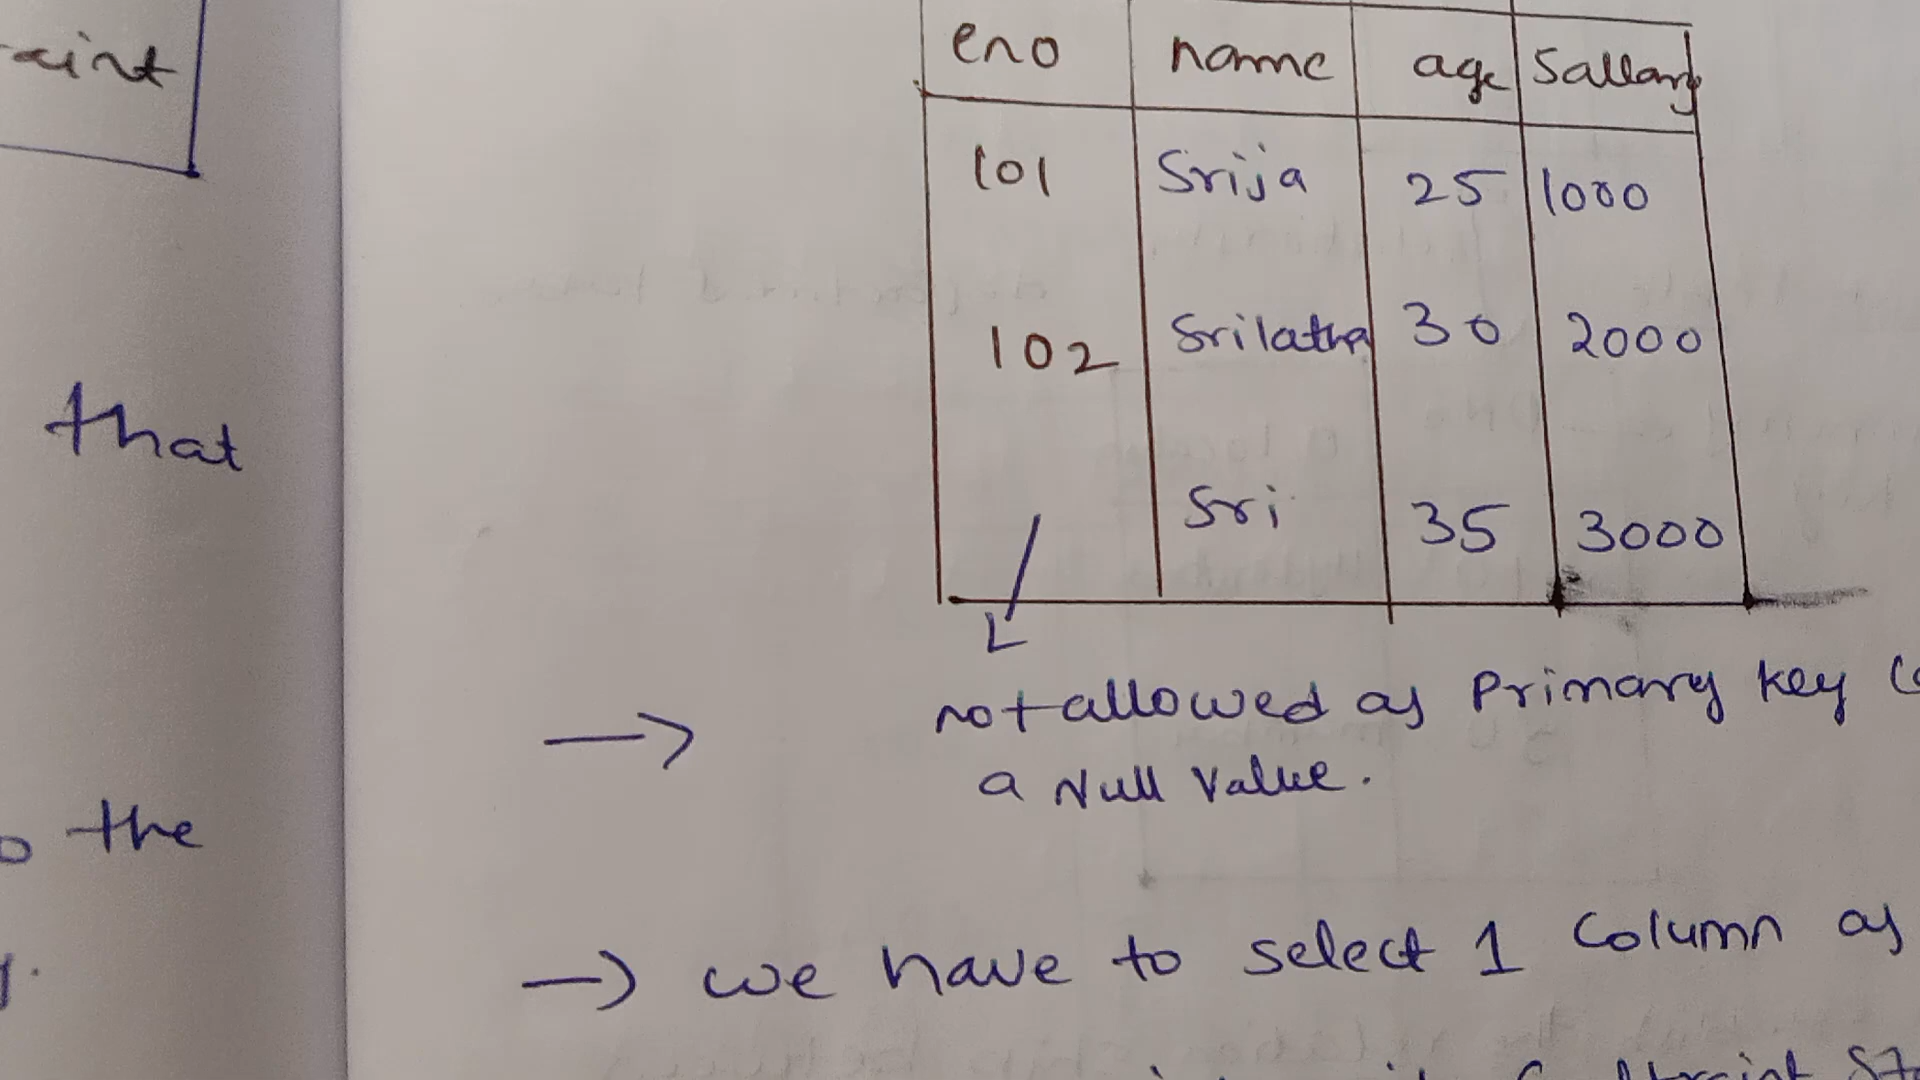 that
the
eno name age Sallary
101 Srija 25 1000
102 Srilatha 30 2000
Sri 35 3000
not allowed as Primary key
a Null Value.
we have to select 1 Column as